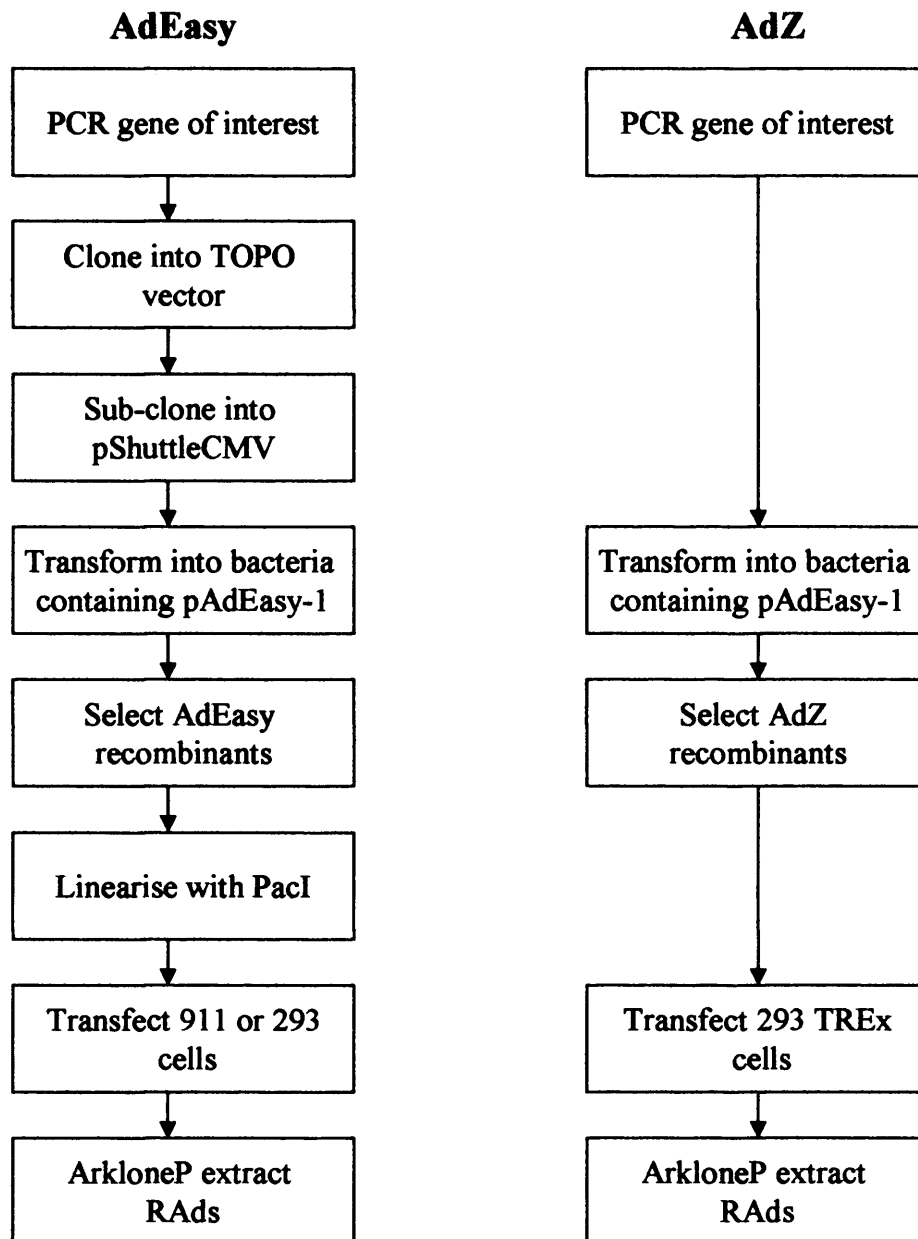 AdEasy
PCR gene of interest
Clone into TOPO
vector
Sub-clone into
pShuttleCMV
Transform into bacteria
containing pAdEasy-1
Select AdEasy
recombinants
Linearise with PacI
Transfect 911 or 293
cells
ArkloneP extract
RAds
AdZ
PCR gene of interest
Transform into bacteria
containing pAdEasy-1
Select AdZ
recombinants
Transfect 293 TREx
cells
ArkloneP extract
RAds